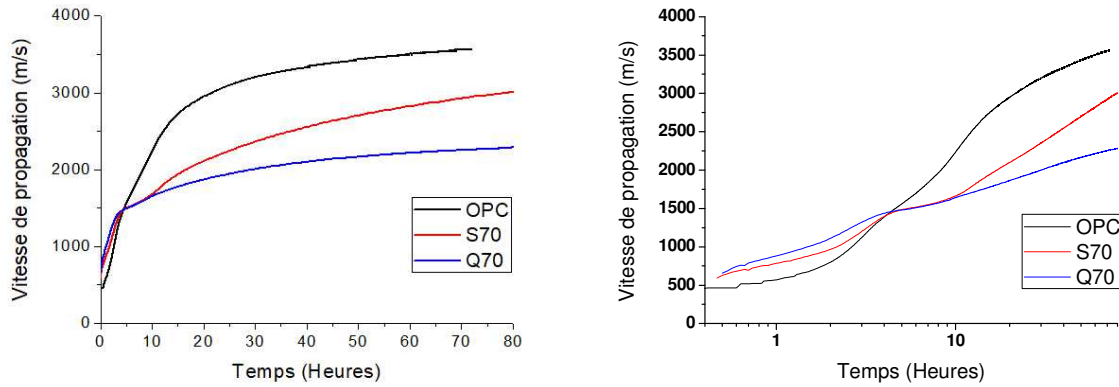 Vitesse de propagation (m/s)
4000
3000
2000
1000
0
0 10 20 30 40 50 60 70 80
Temps (Heures)
OPC
S70
Q70
Vitesse de propagation (m/s)
4000
3500
3000
2500
2000
1500
1000
500
0
1 10
Temps (Heures)
OPC
S70
Q70